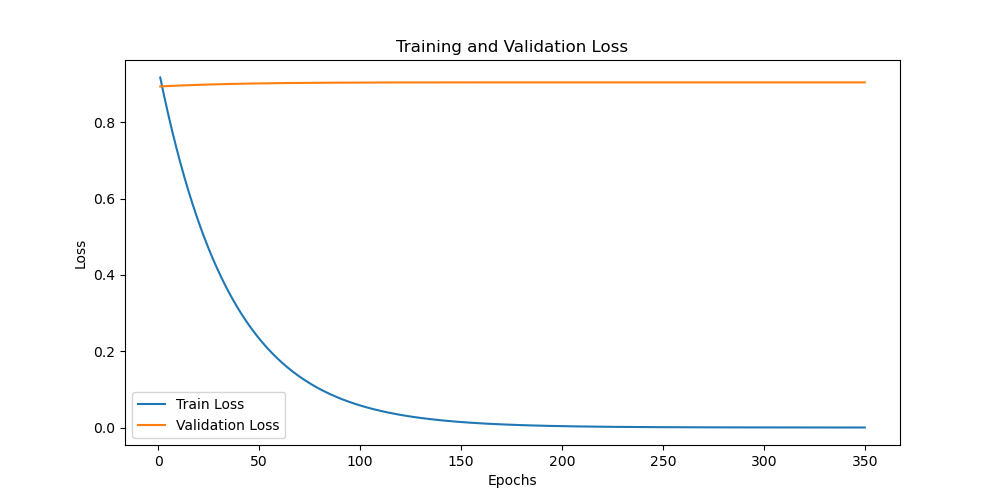 Training and Validation Loss
Loss
0.8
0.6
0.4
0.2
0.0
Train Loss
Validation Loss
0 50 100 150 200 250 300 350
Epochs